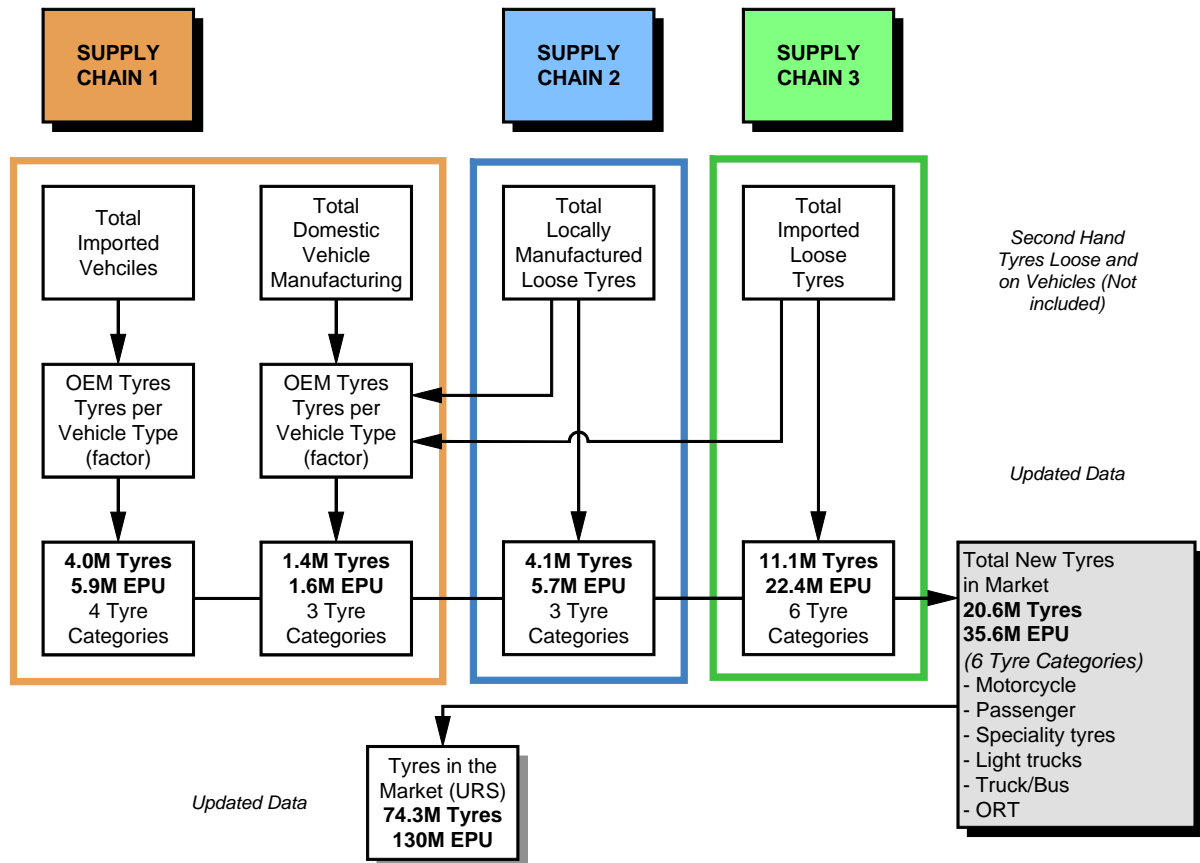 SUPPLY
CHAIN 1
SUPPLY
CHAIN 2
SUPPLY
CHAIN 3
Total
Imported
Vehciles
Total
Domestic
Vehicle
Manufacturing
Total
Locally
Manufactured
Loose Tyres
Total
Imported
Loose
Tyres
Second Hand
Tyres Loose and
on Vehicles (Not
included)
OEM Tyres
Tyres per
Vehicle Type
(factor)
OEM Tyres
Tyres per
Vehicle Type
(factor)
Updated Data
4.0M Tyres
5.9M EPU
4 Tyre
Categories
1.4M Tyres
1.6M EPU
3 Tyre
Categories
4.1M Tyres
5.7M EPU
3 Tyre
Categories
11.1M Tyres
22.4M EPU
6 Tyre
Categories
Total New Tyres
in Market
20.6M Tyres
35.6M EPU
(6 Tyre Categories)
- Motorcycle
- Passenger
- Speciality tyres
- Light trucks
- Truck/Bus
- ORT
Updated Data
Tyres in the
Market (URS)
74.3M Tyres
130M EPU